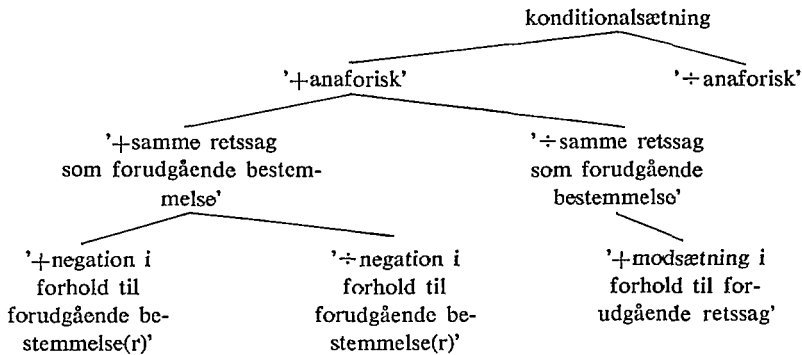 konditionalsætning
'+anaforisk' '÷anaforisk'
'+samme retssag
som forudgående bestem-
melse'
'÷samme retssag
som forudgående
bestemmelse'
'+negation i
forhold til
forudgående be-
stemmelse(r)'
'÷negation i
forhold til
forudgående be-
stemmelse(r)'
'+modsætning i
forhold til for-
udgående retssag'